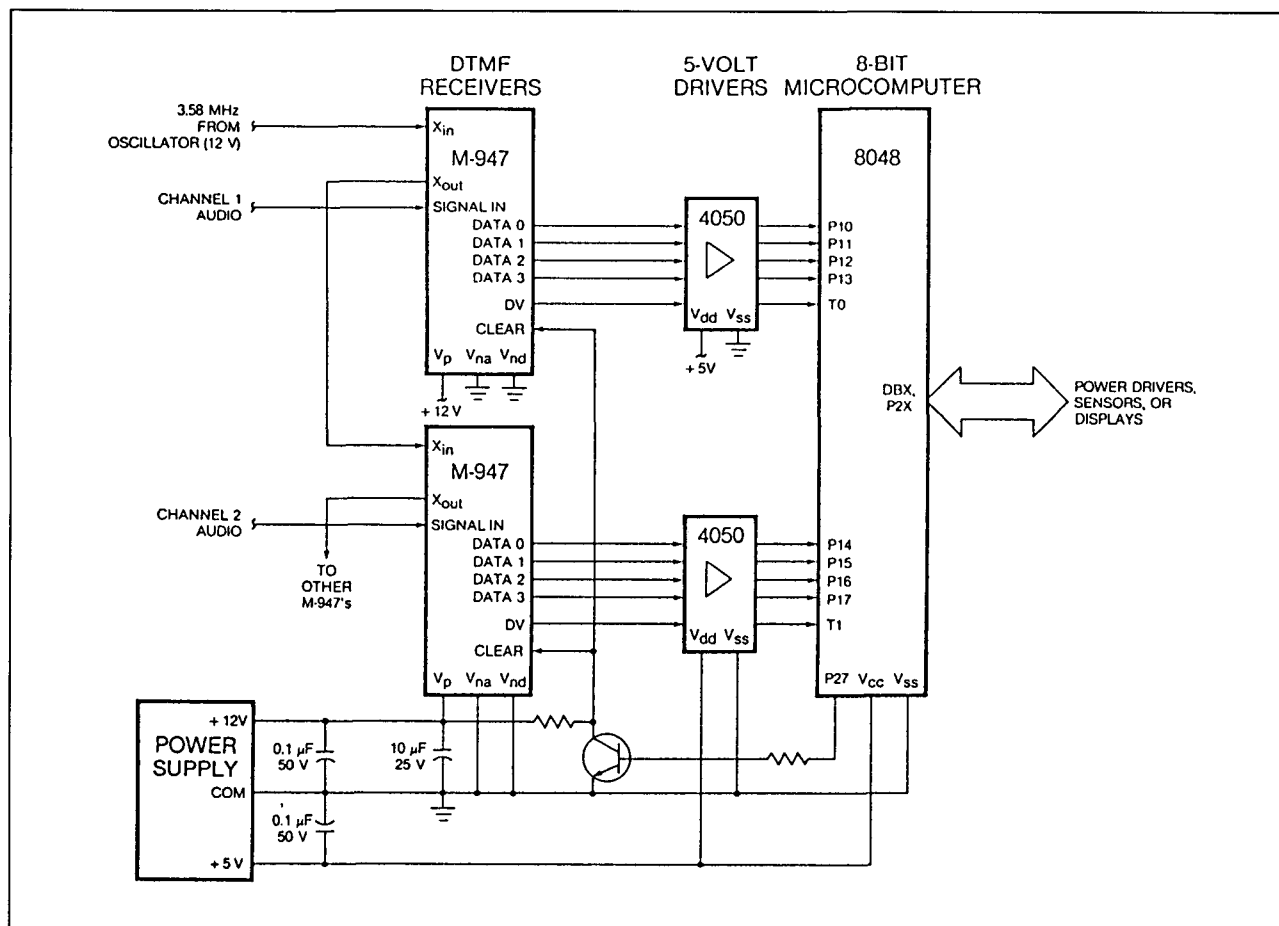 DTMF
RECEIVERS
5-VOLT
DRIVERS
8-BIT
MICROCOMPUTER
3.58 MHz
FROM
OSCILLATOR (12 V)
Xin
M-947
Xout
CHANNEL 1
AUDIO
SIGNAL IN
DATA 0
DATA 1
DATA 2
DATA 3
DV
CLEAR
Vp
Vna
Vnd
+ 12 V
4050
Vdd
Vss
+ 5V
8048
P10
P11
P12
P13
T0
DBX,
P2X
POWER DRIVERS,
SENSORS, OR
DISPLAYS
Xin
M-947
Xout
CHANNEL 2
AUDIO
SIGNAL IN
TO
OTHER
M-947's
DATA 0
DATA 1
DATA 2
DATA 3
DV
CLEAR
Vp
Vna
Vnd
4050
Vdd
Vss
P14
P15
P16
P17
T1
P27
Vcc
Vss
POWER
SUPPLY
+ 12V
COM
+ 5 V
0.1 µF
50 V
10 µF
25 V
0.1 µF
50 V